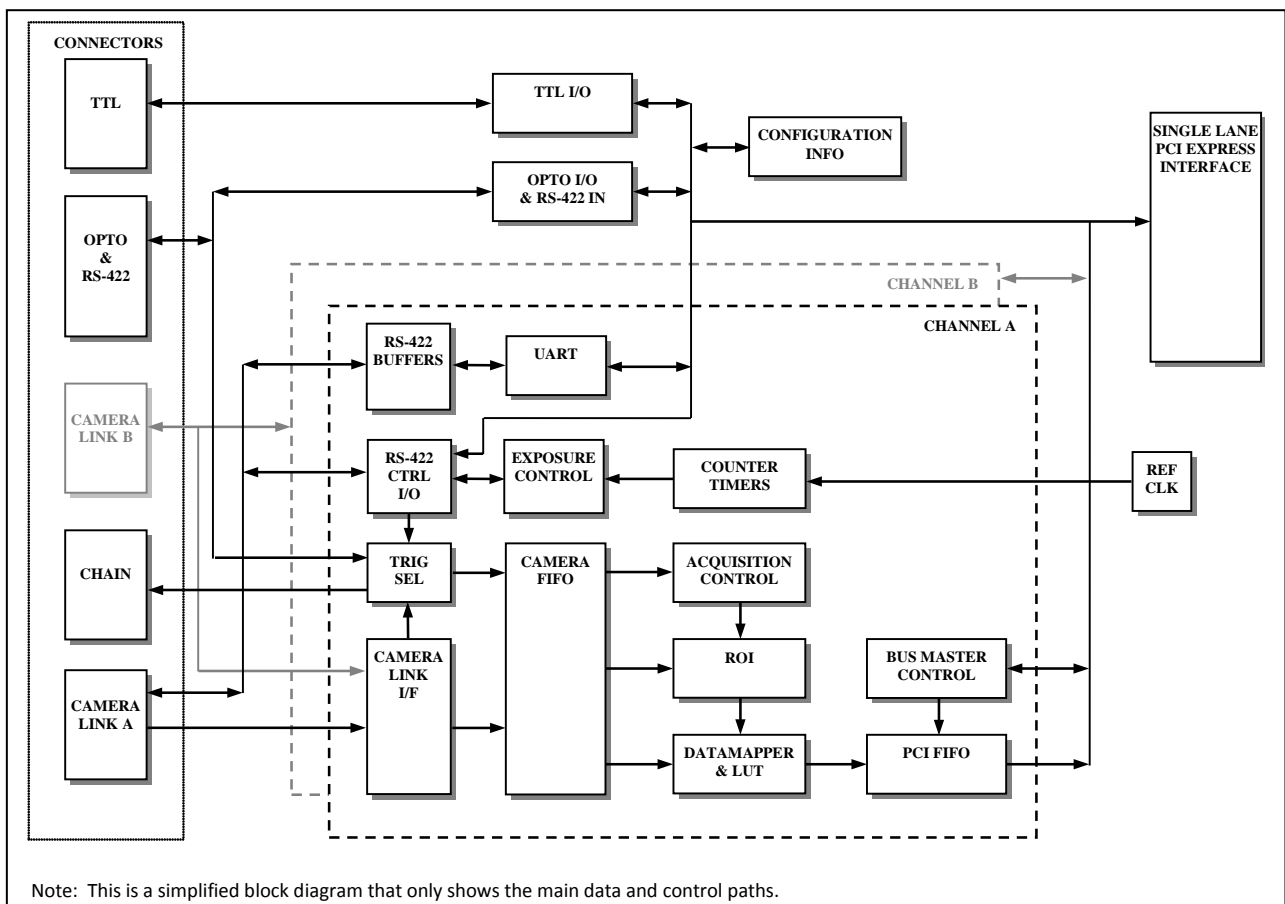 CONNECTORS
TTL
OPTO
&
RS-422
CAMERA
LINK B
CHAIN
CAMERA
LINK A
TTL I/O
OPTO I/O
& RS-422 IN
CONFIGURATION
INFO
SINGLE LANE
PCI EXPRESS
INTERFACE
CHANNEL B
CHANNEL A
RS-422
BUFFERS
UART
RS-422
CTRL
I/O
EXPOSURE
CONTROL
COUNTER
TIMERS
REF
CLK
TRIG
SEL
CAMERA
FIFO
ACQUISITION
CONTROL
CAMERA
LINK
I/F
ROI
BUS MASTER
CONTROL
DATAMAPPER
& LUT
PCI FIFO
Note: This is a simplified block diagram that only shows the main data and control paths.